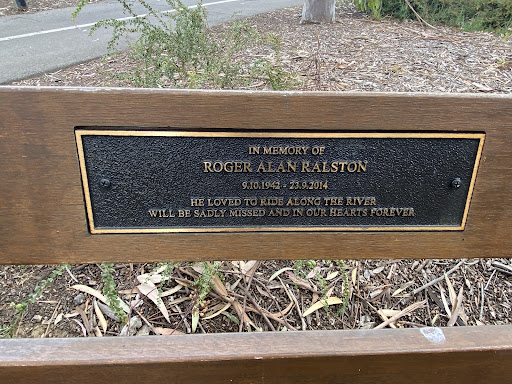 IN MEMORY OF
ROGER ALAN RALSTON
9.10.1942 - 23.9.2014
HE LOVED TO RIDE ALONG THE RIVER
WILL BE SADLY MISSED AND IN OUR HEARTS FOREVER